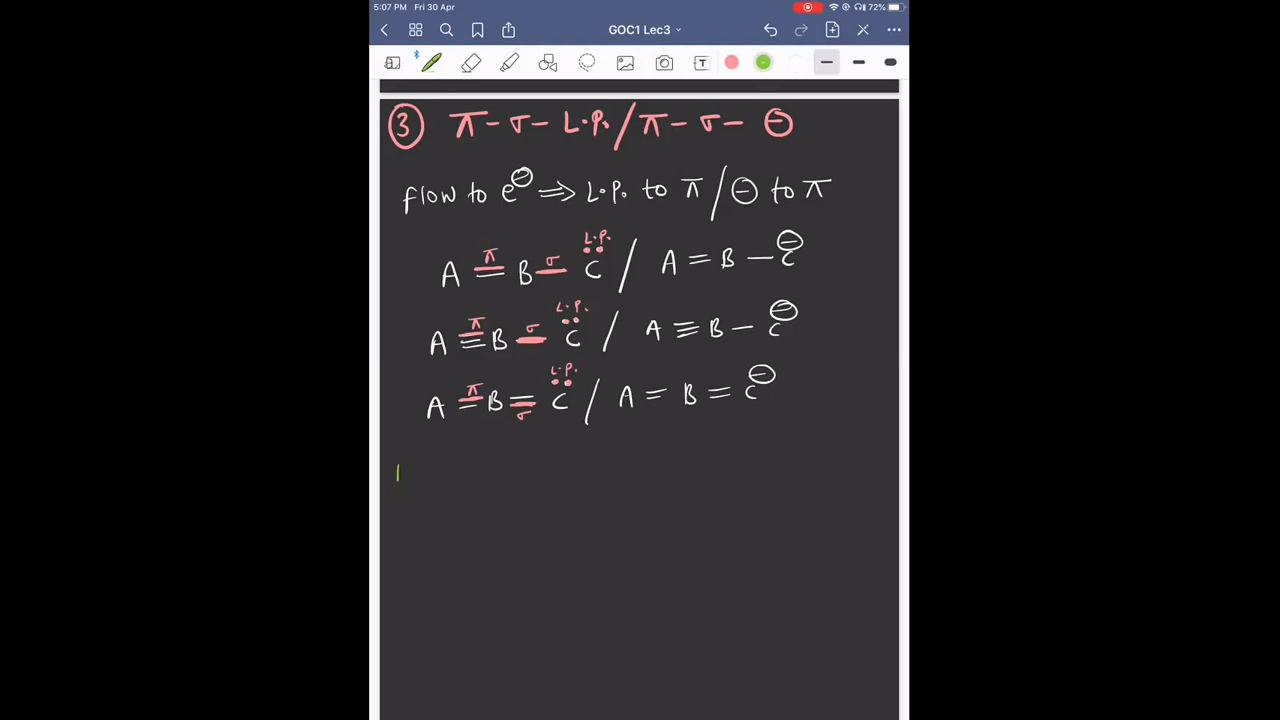 5:07 PM Fri 30 Apr 72%
GOC1 Lec3
T
③ π - σ - L.P. / π - σ - ⊖
flow to e⊖ ⇒ L.P. to π / ⊖ to π
π σ L.P.
A = B - C̈ / A = B - C⊖
π σ L.P.
A ≡ B - C̈ / A ≡ B - C⊖
π L.P.
A = B = C̈ / A = B = C⊖
σ